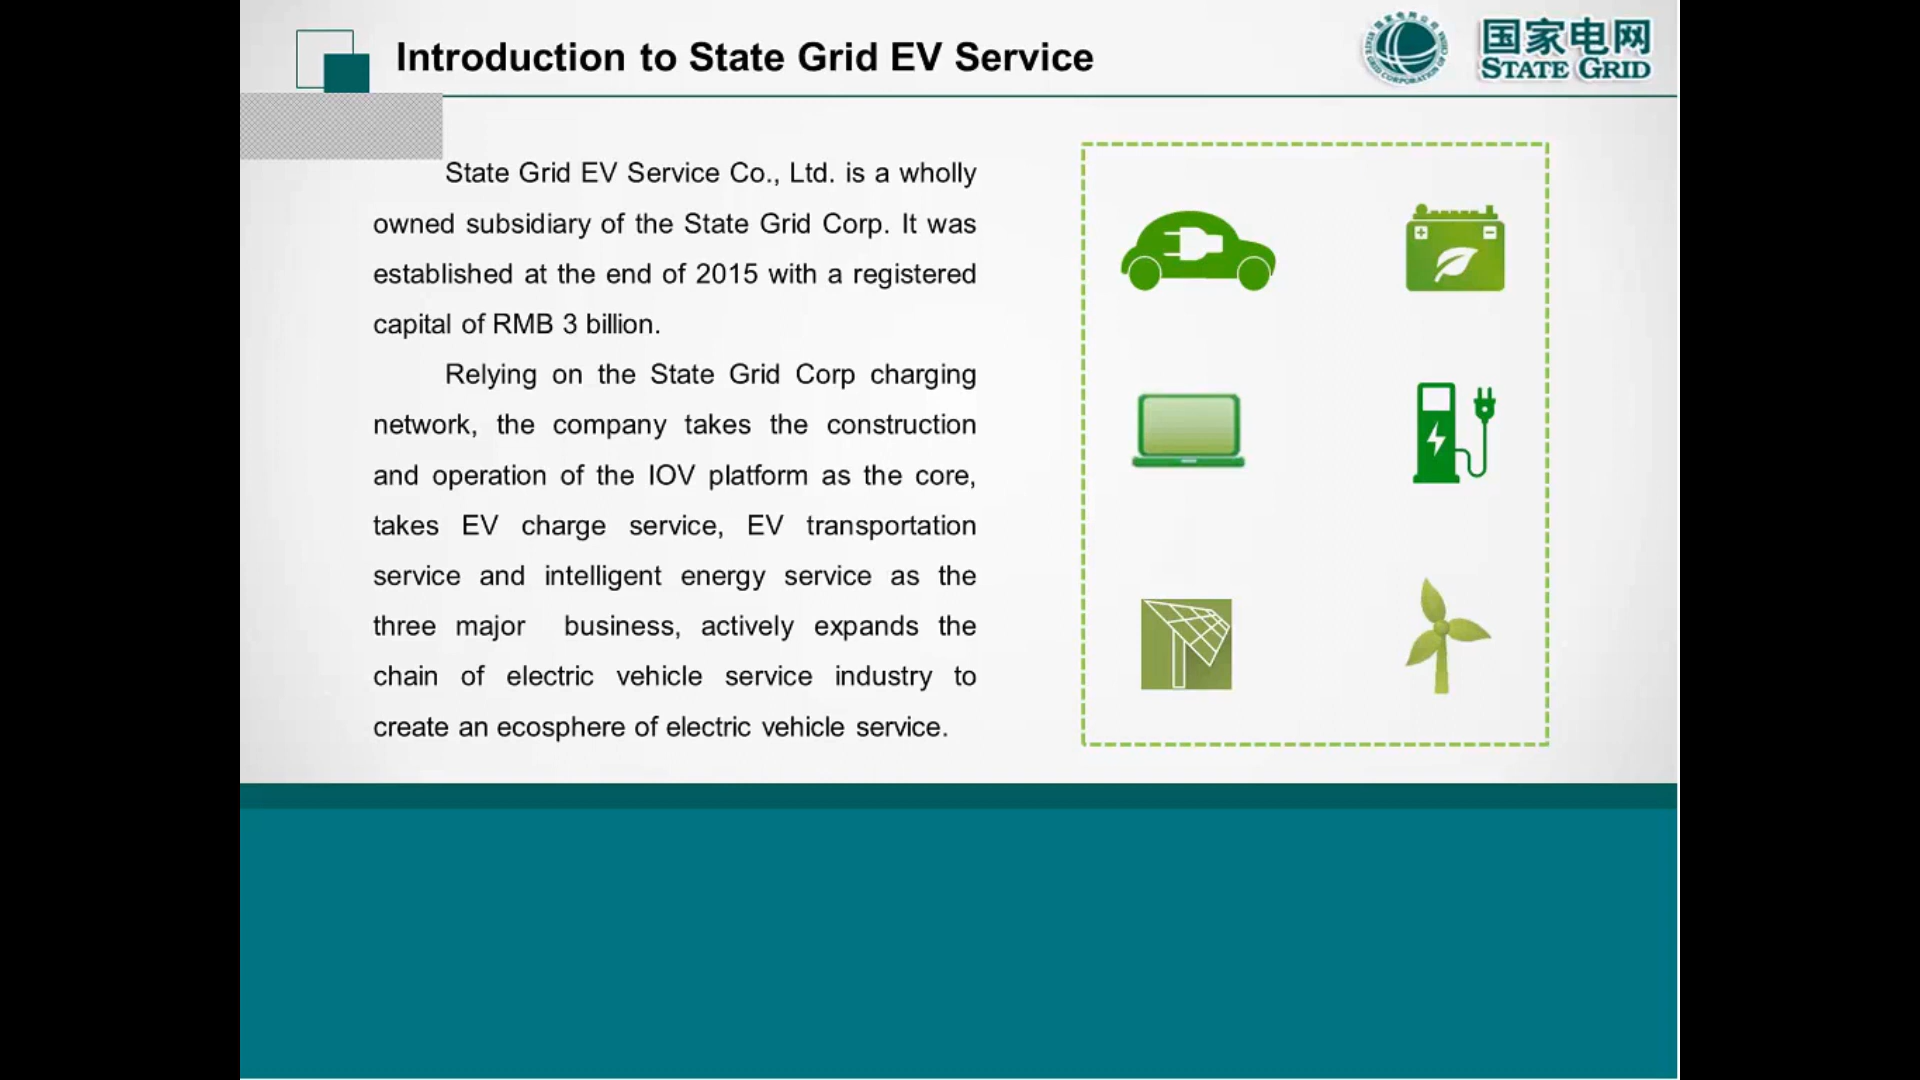 Introduction to State Grid EV Service
国家电网
STATE GRID
State Grid EV Service Co., Ltd. is a wholly
owned subsidiary of the State Grid Corp. It was
established at the end of 2015 with a registered
capital of RMB 3 billion.
Relying on the State Grid Corp charging
network, the company takes the construction
and operation of the IOV platform as the core,
takes EV charge service, EV transportation
service and intelligent energy service as the
three major business, actively expands the
chain of electric vehicle service industry to
create an ecosphere of electric vehicle service.